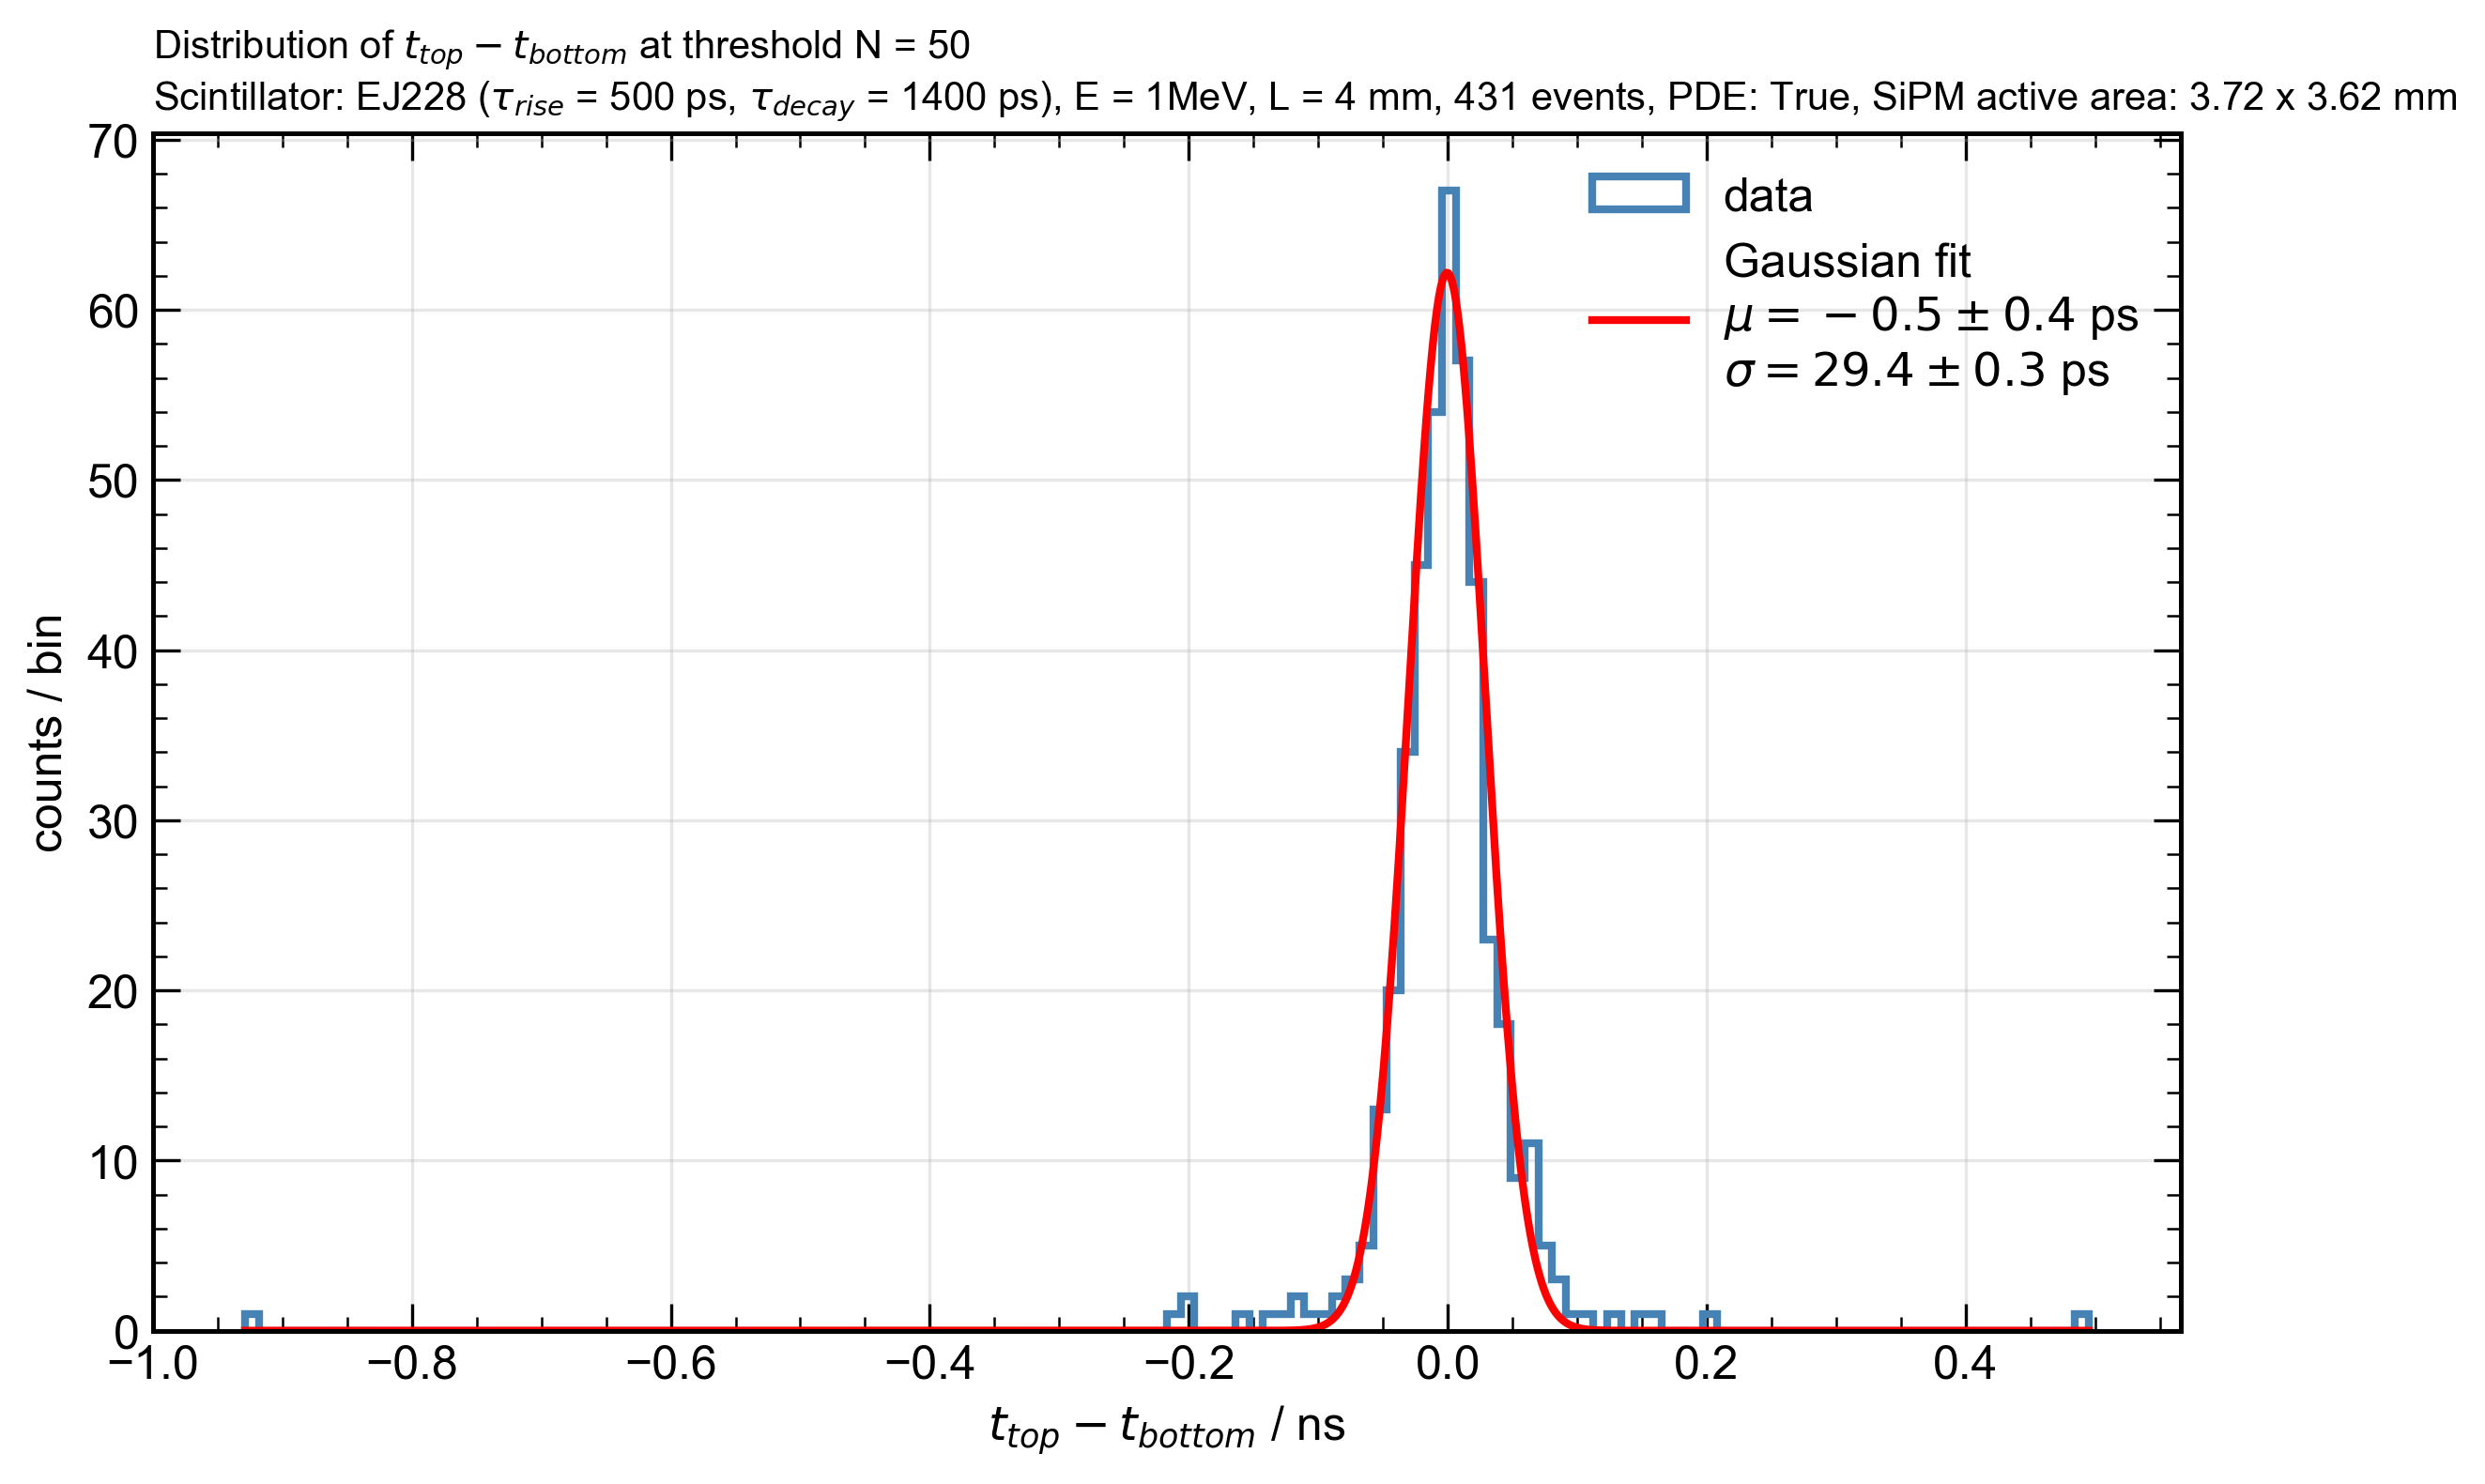 Distribution of t_top − t_bottom at threshold N = 50
Scintillator: EJ228 (τ_rise = 500 ps, τ_decay = 1400 ps), E = 1MeV, L = 4 mm, 431 events, PDE: True, SiPM active area: 3.72 x 3.62 mm
data
Gaussian fit
μ = − 0.5 ± 0.4 ps
σ = 29.4 ± 0.3 ps
counts / bin
70
60
50
40
30
20
10
0
−1.0 −0.8 −0.6 −0.4 −0.2 0.0 0.2 0.4
t_top − t_bottom / ns